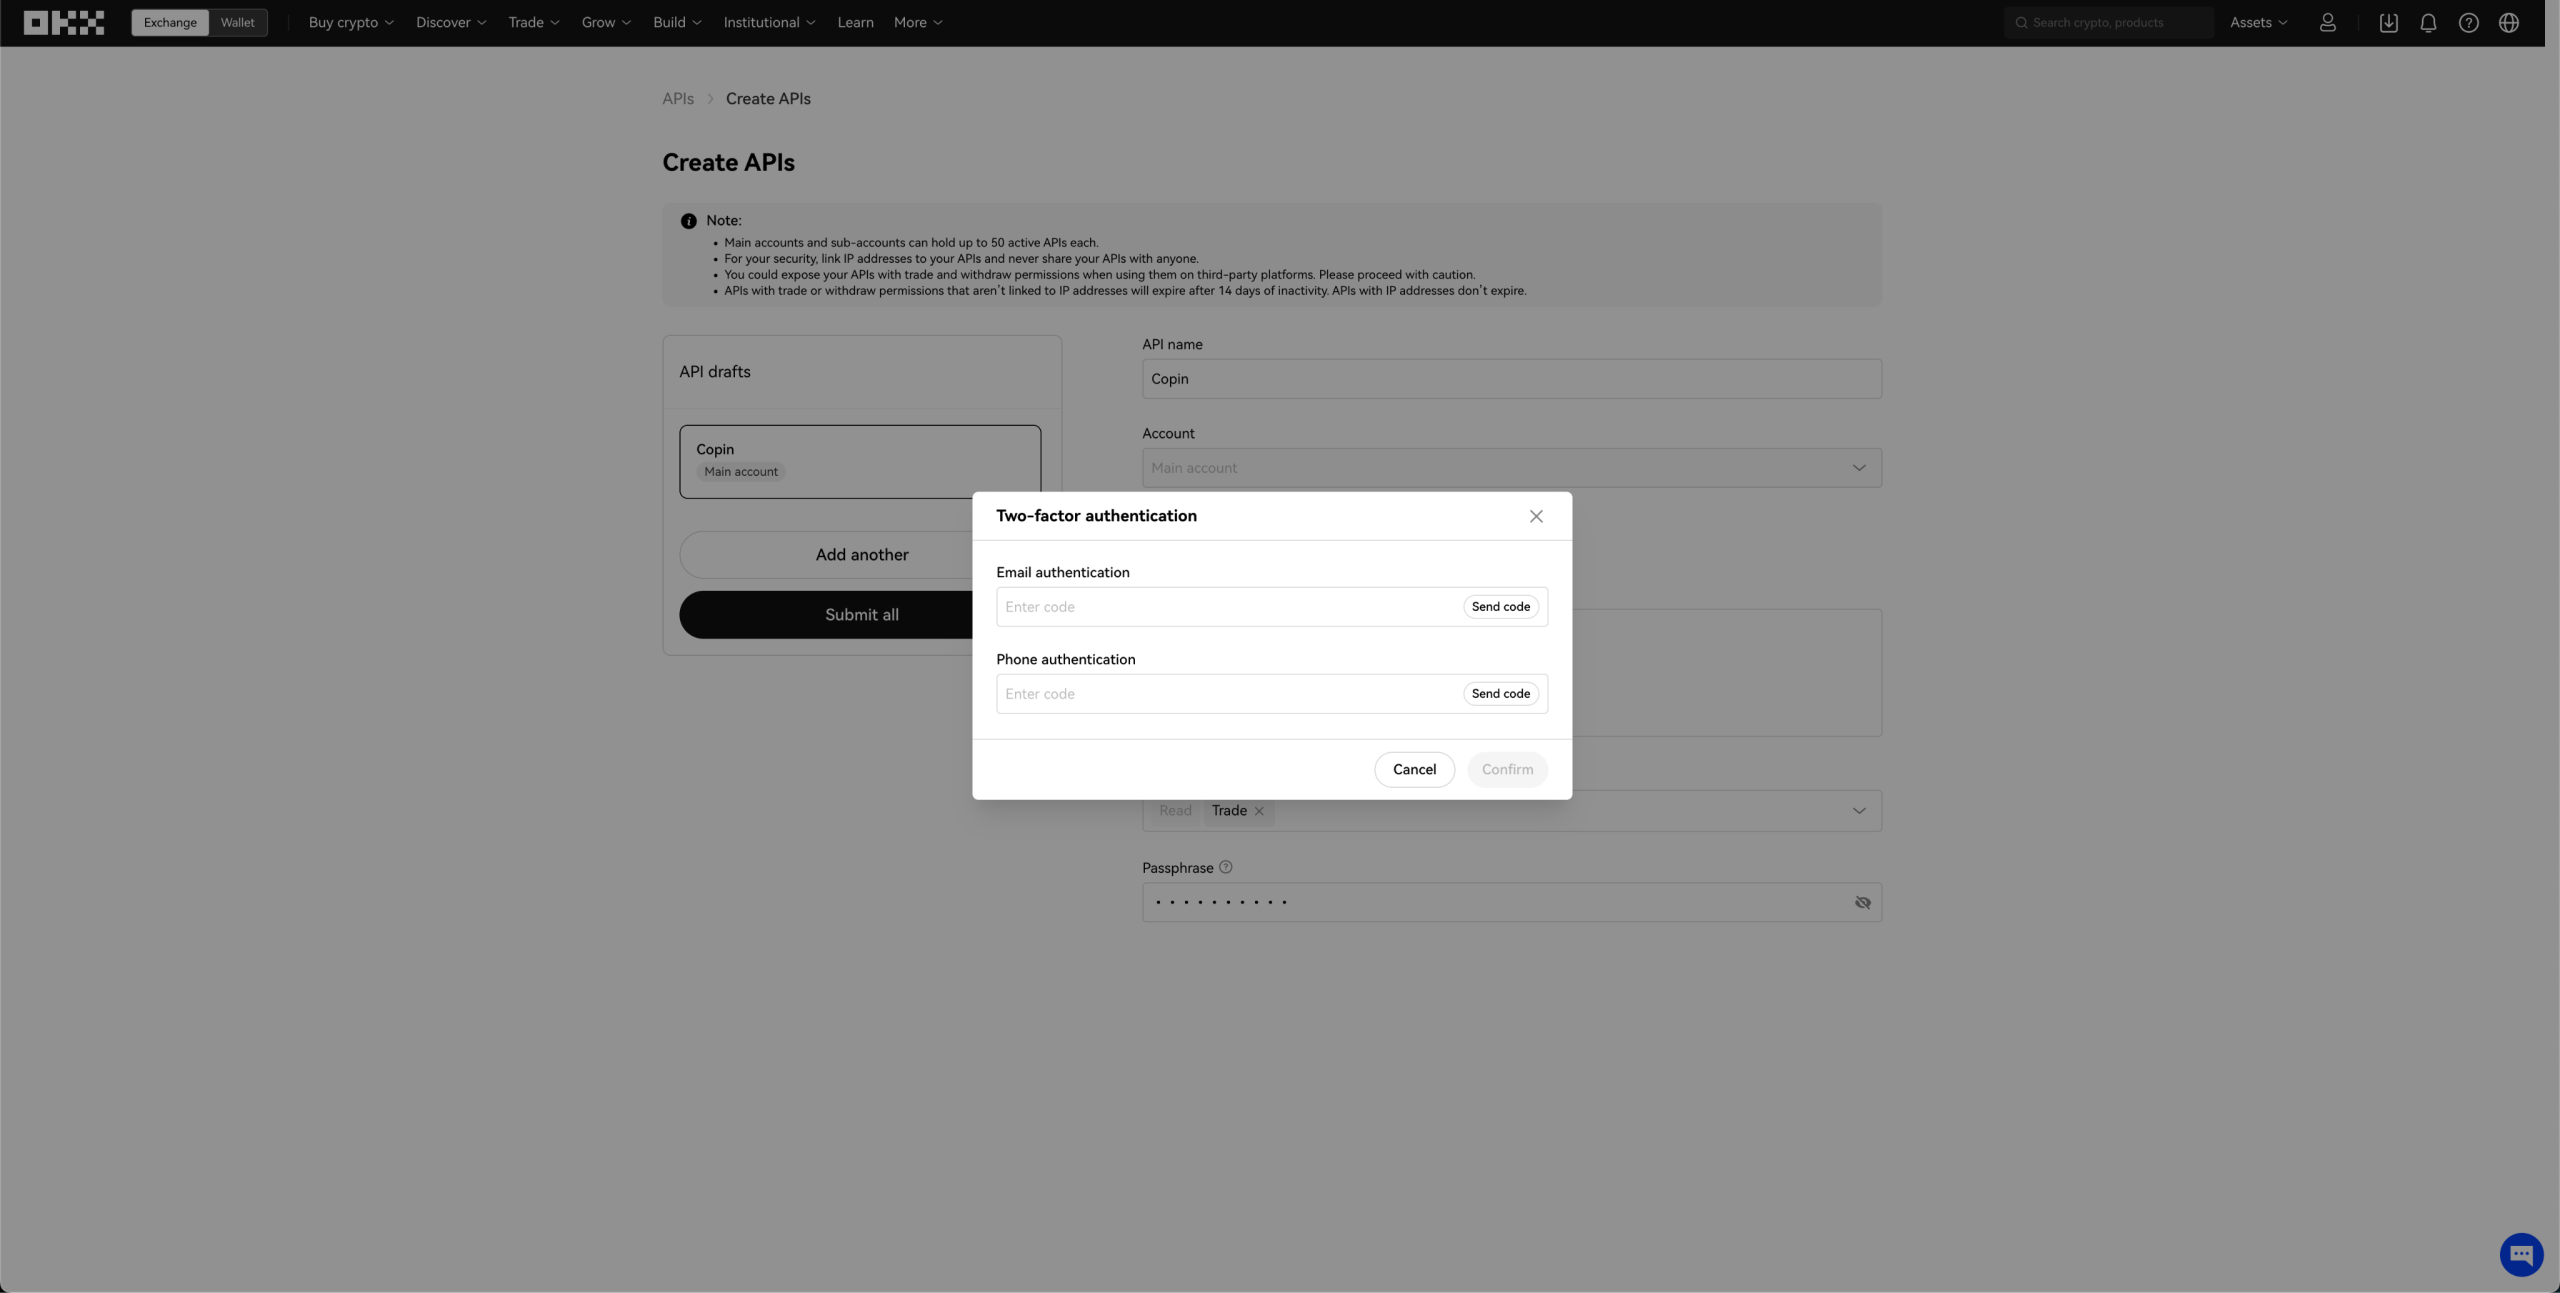 OKX
Exchange
Wallet
Buy crypto
Discover
Trade
Grow
Build
Institutional
Learn
More
Search crypto, products
Assets
APIs
Create APIs
Create APIs
Note:
• Main accounts and sub-accounts can hold up to 50 active APIs each.
• For your security, link IP addresses to your APIs and never share your APIs with anyone.
• You could expose your APIs with trade and withdraw permissions when using them on third-party platforms. Please proceed with caution.
• APIs with trade or withdraw permissions that aren't linked to IP addresses will expire after 14 days of inactivity. APIs with IP addresses don't expire.
API drafts
Copin
Main account
Add another
Submit all
API name
Copin
Account
Main account
Two-factor authentication
Email authentication
Enter code
Send code
Phone authentication
Enter code
Send code
Cancel
Confirm
Read
Trade
Passphrase